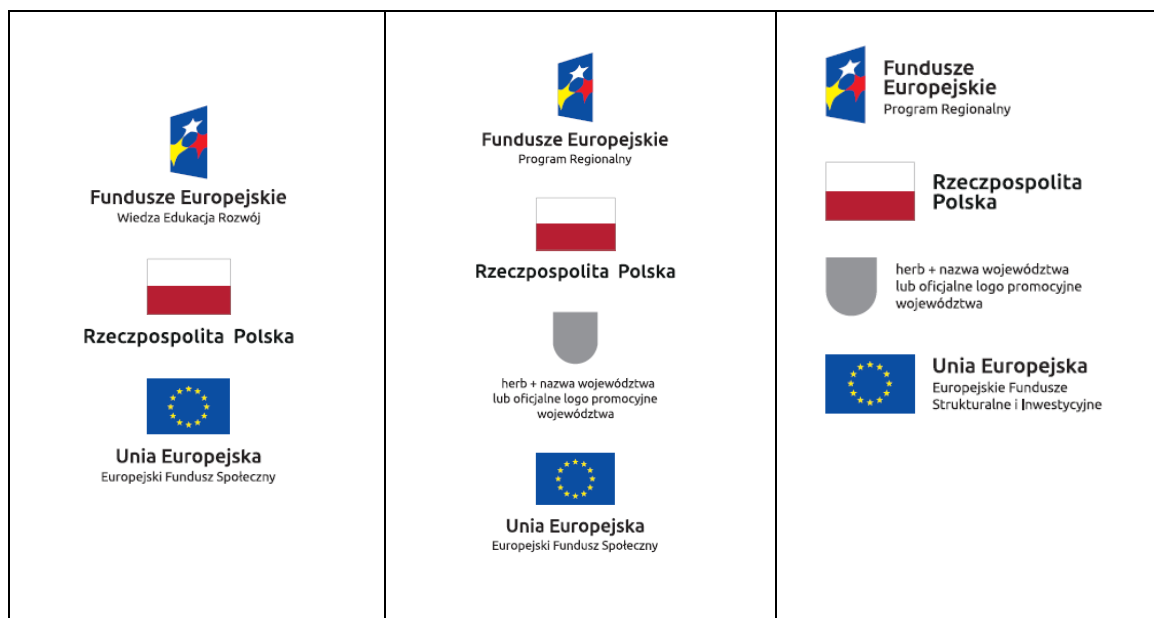 Fundusze Europejskie
Wiedza Edukacja Rozwój
Rzeczpospolita Polska
Unia Europejska
Europejski Fundusz Społeczny
Fundusze Europejskie
Program Regionalny
Rzeczpospolita Polska
herb + nazwa województwa
lub oficjalne logo promocyjne
województwa
Unia Europejska
Europejski Fundusz Społeczny
Fundusze
Europejskie
Program Regionalny
Rzeczpospolita
Polska
herb + nazwa województwa
lub oficjalne logo promocyjne
województwa
Unia Europejska
Europejskie Fundusze
Strukturalne i Inwestycyjne